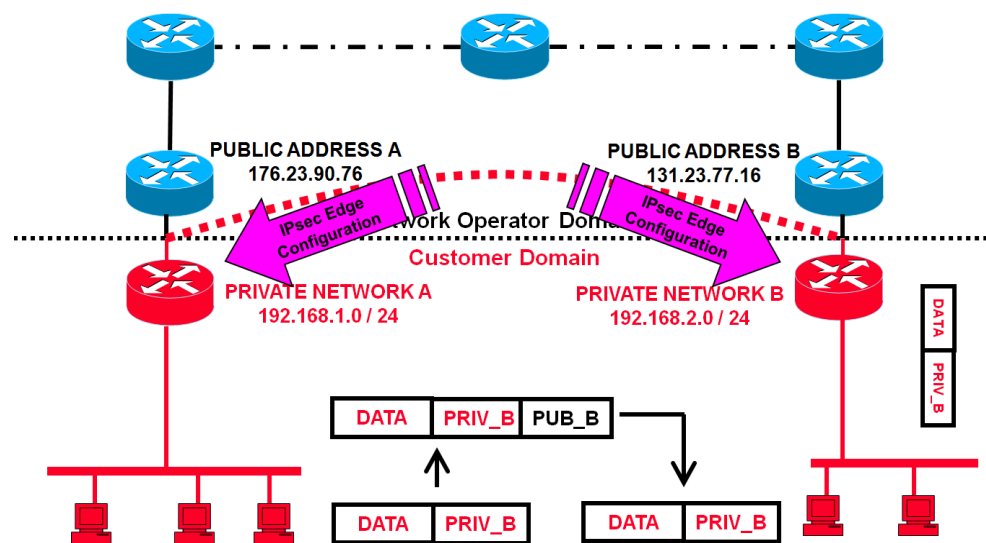 PUBLIC ADDRESS A
176.23.90.76
PUBLIC ADDRESS B
131.23.77.16
IPsec Edge
Configuration
IPsec Edge
Configuration
Operator
Customer Domain
PRIVATE NETWORK A
192.168.1.0 / 24
PRIVATE NETWORK B
192.168.2.0 / 24
DATA
PRIV_B
DATA PRIV_B PUB_B
DATA PRIV_B
DATA PRIV_B